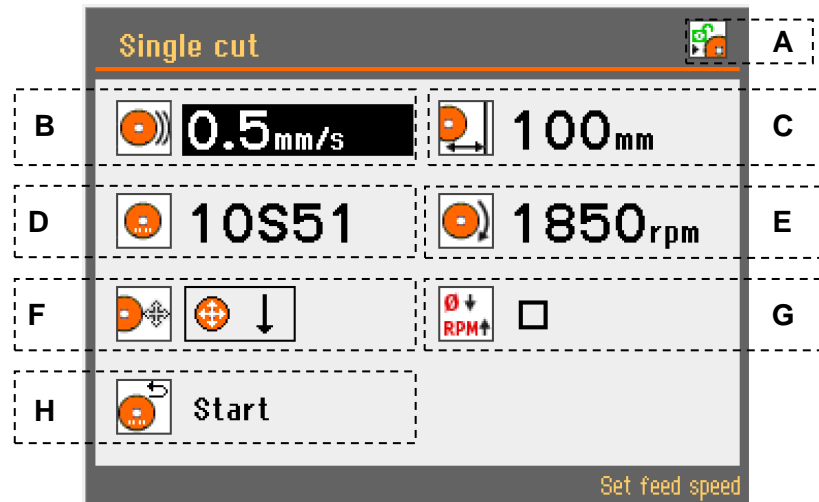 Single cut
A
B
0.5mm/s
100mm
C
D
10S51
1850rpm
E
F
Ø
RPM
G
H
Start
Set feed speed